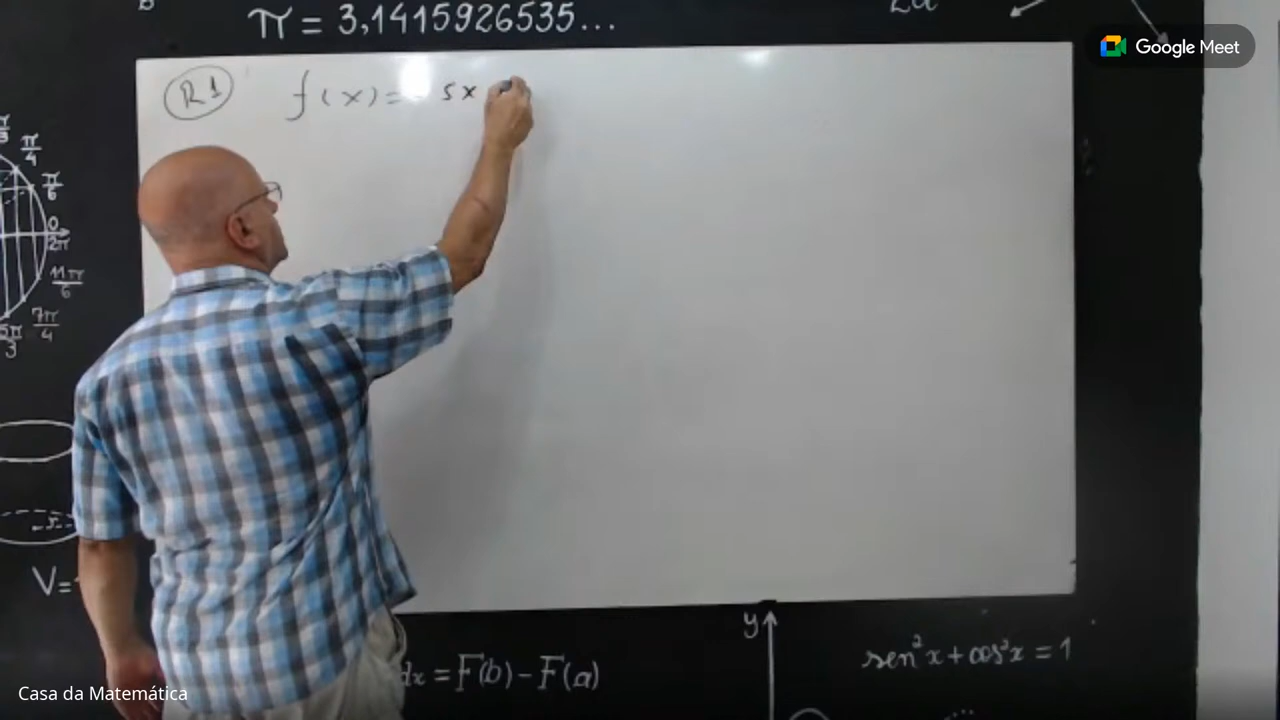 π = 3,1415926535...
2a
Google Meet
R1 f(x) = - 5x
π/4
π/6
0
2π
11π/6
7π/4
5π/3
r
V=
dx = F(b) - F(a)
y
sen²x + cos²x = 1
Casa da Matemática